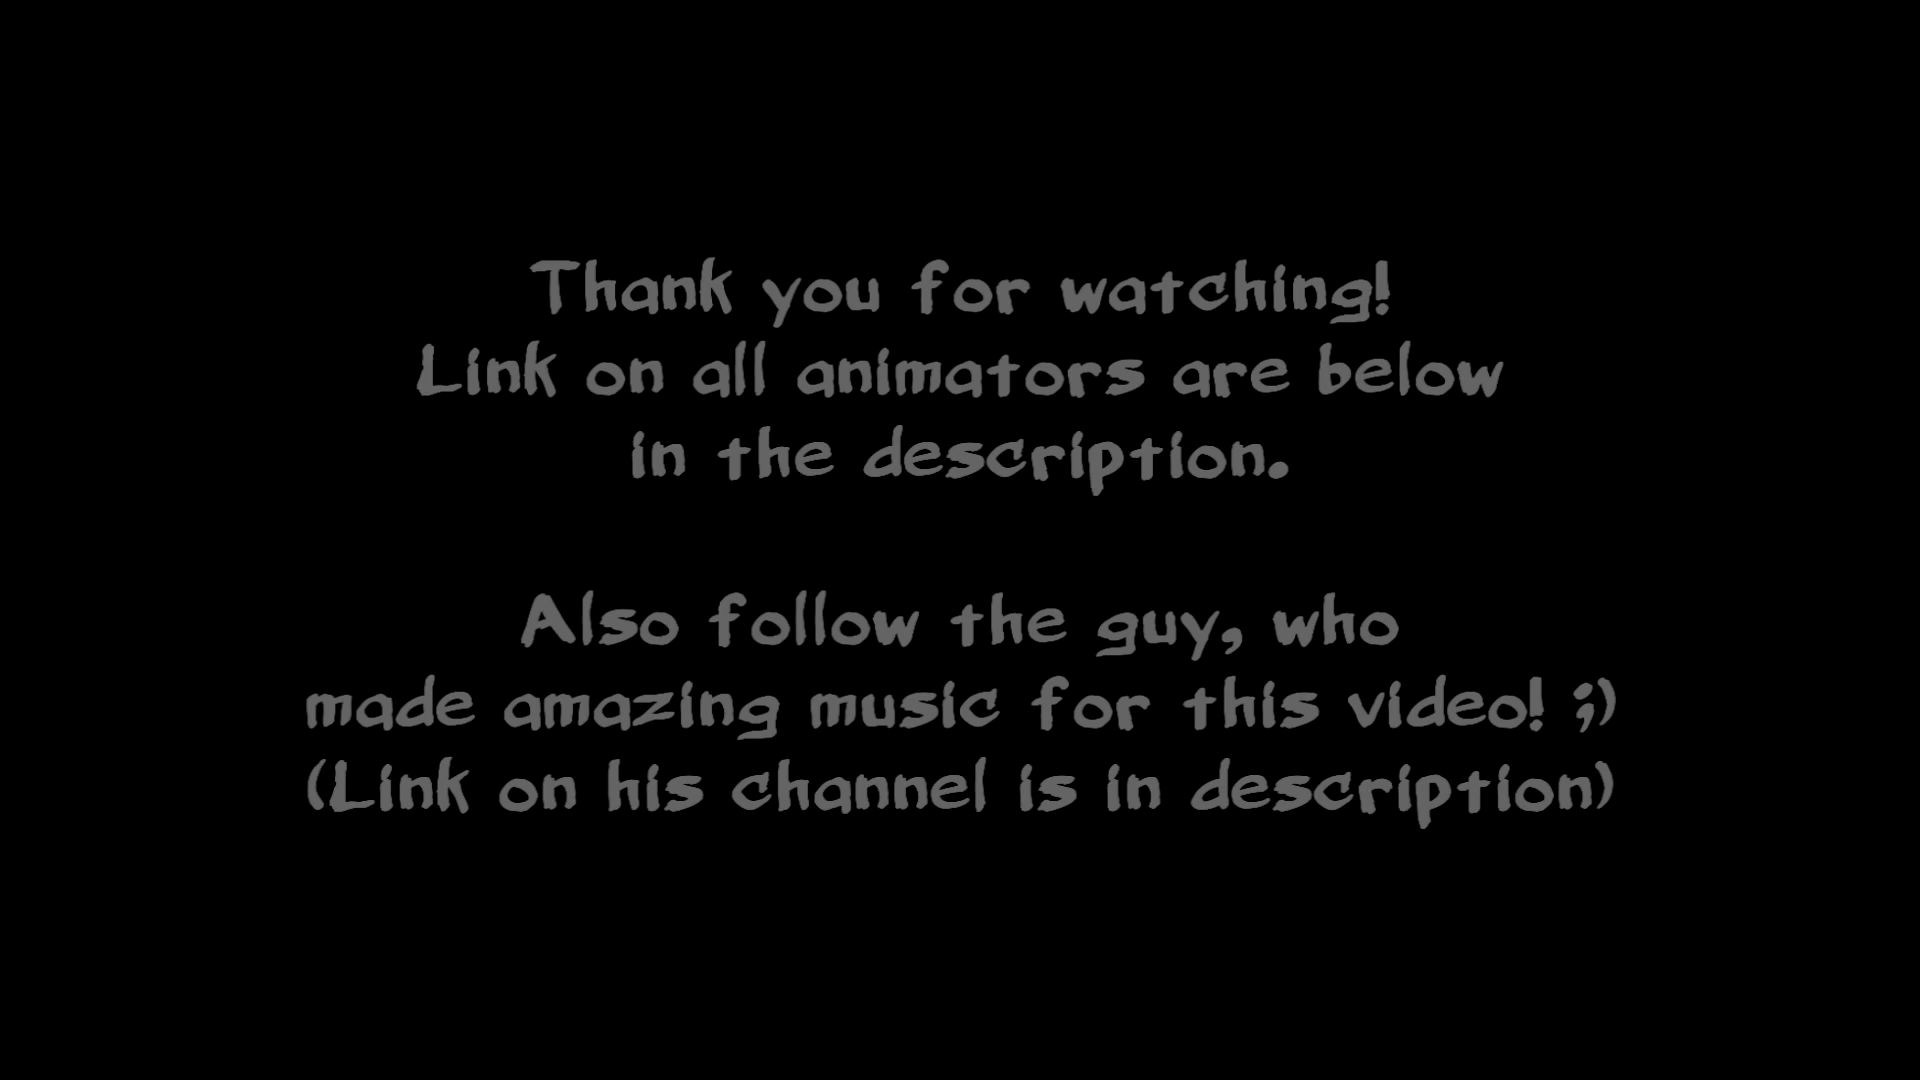 Thank you for watching!
Link on all animators are below
in the description.
Also follow the guy, who
made amazing music for this video! ;)
(Link on his channel is in description)